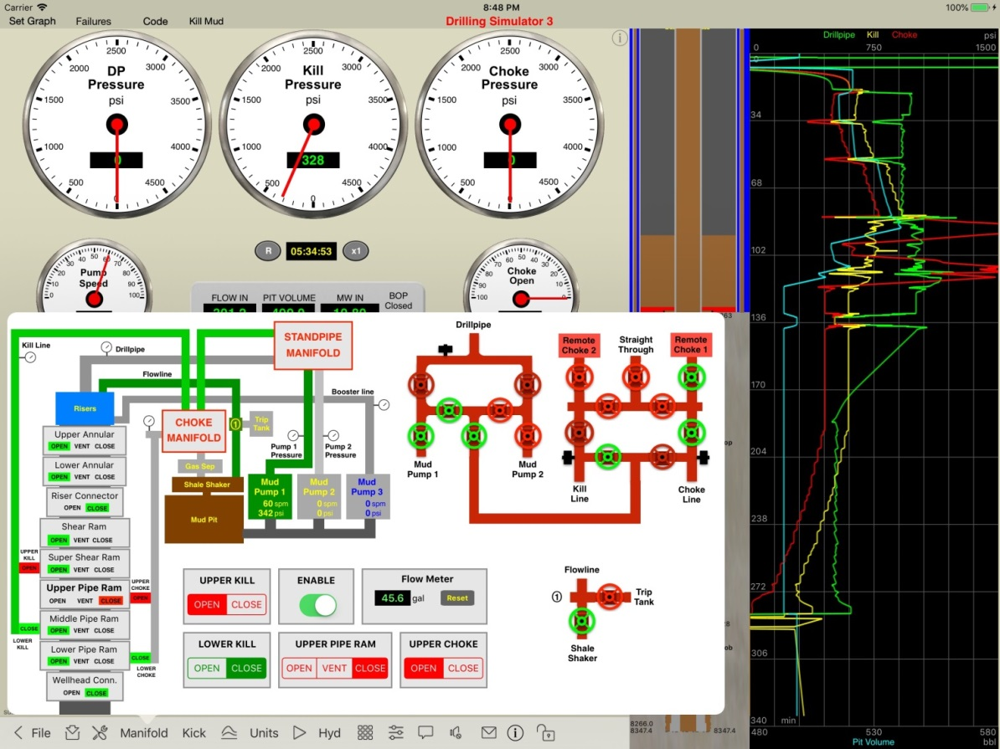 Carrier 8:48 PM 100%
Set Graph Failures Code Kill Mud Drilling Simulator 3
DP Pressure psi
0 500 1000 1500 2000 2500 3000 3500 4000 4500
0
Kill Pressure psi
0 500 1000 1500 2000 2500 3000 3500 4000 4500
328
Choke Pressure psi
0 500 1000 1500 2000 2500 3000 3500 4000 4500
0
Drillpipe Kill Choke psi
0 750 1500
0
34
68
102
136
170
204
238
272
306
340 min
480 530 580
Pit Volume bbl
R 05:34:53 x1
Pump Speed
0 10 20 30 40 50 60 70 80 90 100
Choke Open
100 90 80 70 60 50 40 30 20 10 0
FLOW IN PIT VOLUME MW IN BOP Closed
Kill Line
Drillpipe
Flowline
Booster line
STANDPIPE MANIFOLD
Risers
CHOKE MANIFOLD
1
Trip Tank
Pump 1 Pressure
Pump 2 Pressure
Gas Sep
Shale Shaker
Mud Pit
Mud Pump 1
60 spm
342 psi
Mud Pump 2
0 spm
0 psi
Mud Pump 3
0 spm
0 psi
Upper Annular
OPEN VENT CLOSE
Lower Annular
OPEN VENT CLOSE
Riser Connector
OPEN CLOSE
Shear Ram
OPEN VENT CLOSE
UPPER KILL
OPEN
Super Shear Ram
OPEN VENT CLOSE
Upper Pipe Ram
OPEN VENT CLOSE
UPPER CHOKE
OPEN
Middle Pipe Ram
OPEN VENT CLOSE
CLOSE
LOWER KILL
Lower Pipe Ram
OPEN VENT CLOSE
CLOSE
LOWER CHOKE
Wellhead Conn.
OPEN CLOSE
Drillpipe
Mud Pump 1
Mud Pump 2
Remote Choke 2
Straight Through
Remote Choke 1
Kill Line
Choke Line
UPPER KILL
OPEN CLOSE
ENABLE
Flow Meter
45.6 gal Reset
LOWER KILL
OPEN CLOSE
UPPER PIPE RAM
OPEN VENT CLOSE
UPPER CHOKE
OPEN CLOSE
Flowline
1
Trip Tank
Shale Shaker
8266.0
8347.4 8347.4
File Manifold Kick Units Hyd